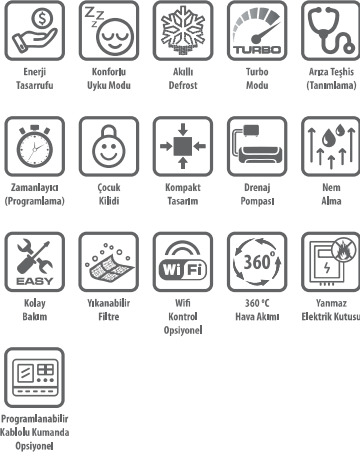 $
Z Z Z
TURBO
Enerji
Tasarrufu
Konforlu
Uyku Modu
Akıllı
Defrost
Turbo
Modu
Arıza Teşhis
(Tanımlama)
Zamanlayıcı
(Programlama)
Çocuk
Kilidi
Kompakt
Tasarım
Drenaj
Pompası
Nem
Alma
EASY
WiFi
360°
Kolay
Bakım
Yıkanabilir
Filtre
Wifi
Kontrol
Opsiyonel
360 °C
Hava Akımı
Yanmaz
Elektrik Kutusu
Programlanabilir
Kablolu Kumanda
Opsiyonel